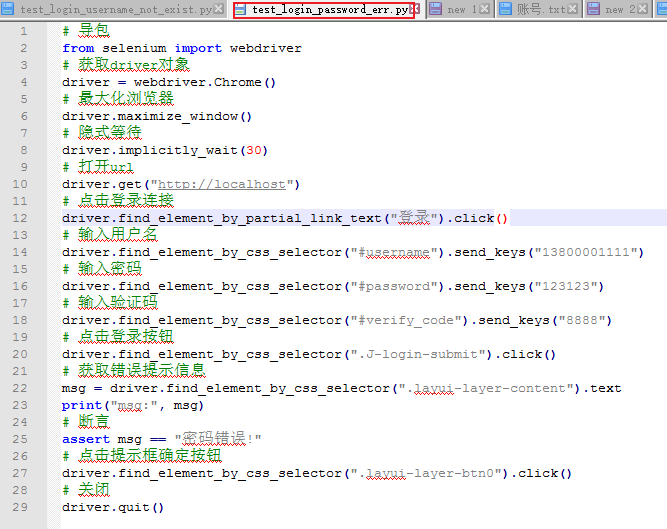 test_login_username_not_exist.py test_login_password_err.py new 1 账号.txt new 2
1 # 导包
2 from selenium import webdriver
3 # 获取driver对象
4 driver = webdriver.Chrome()
5 # 最大化浏览器
6 driver.maximize_window()
7 # 隐式等待
8 driver.implicitly_wait(30)
9 # 打开url
10 driver.get("http://localhost")
11 # 点击登录连接
12 driver.find_element_by_partial_link_text("登录").click()
13 # 输入用户名
14 driver.find_element_by_css_selector("#username").send_keys("13800001111")
15 # 输入密码
16 driver.find_element_by_css_selector("#password").send_keys("123123")
17 # 输入验证码
18 driver.find_element_by_css_selector("#verify_code").send_keys("8888")
19 # 点击登录按钮
20 driver.find_element_by_css_selector(".J-login-submit").click()
21 # 获取错误提示信息
22 msg = driver.find_element_by_css_selector(".layui-layer-content").text
23 print("msg:", msg)
24 # 断言
25 assert msg == "密码错误!"
26 # 点击提示框确定按钮
27 driver.find_element_by_css_selector(".layui-layer-btn0").click()
28 # 关闭
29 driver.quit()